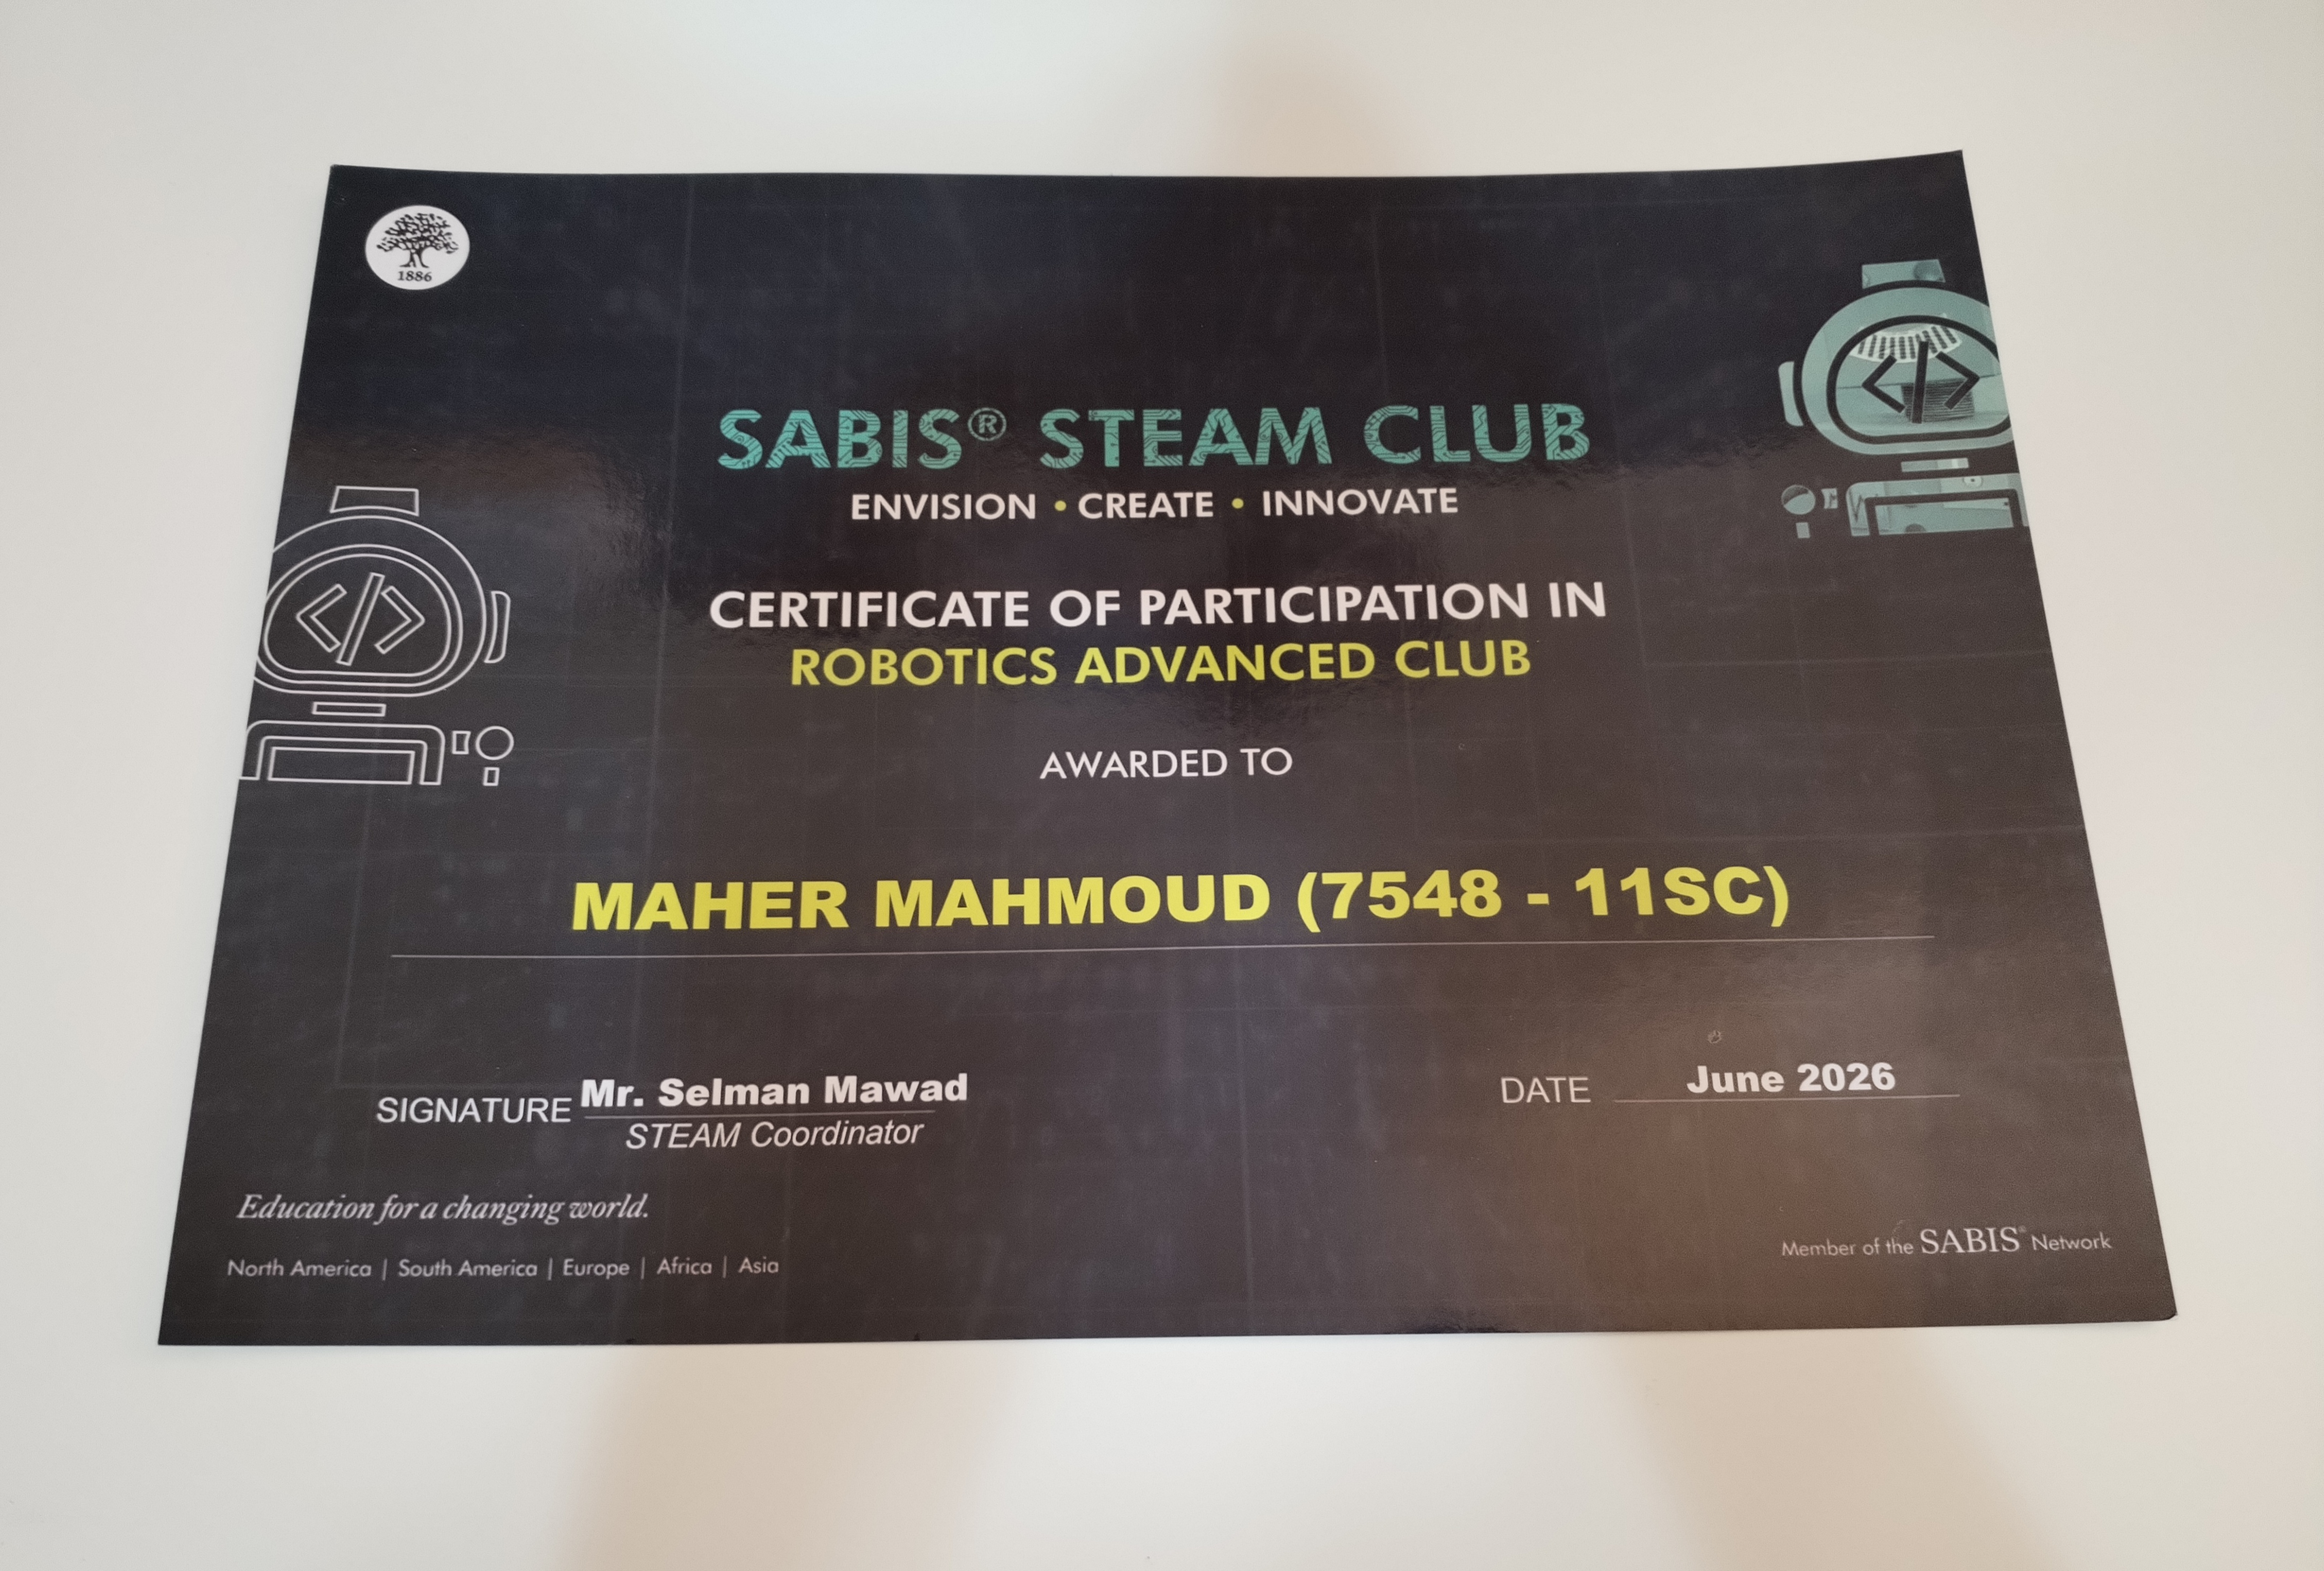 1886
SABIS® STEAM CLUB
ENVISION • CREATE • INNOVATE
CERTIFICATE OF PARTICIPATION IN
ROBOTICS ADVANCED CLUB
AWARDED TO
MAHER MAHMOUD (7548 - 11SC)
SIGNATURE Mr. Selman Mawad
STEAM Coordinator
DATE June 2026
Education for a changing world.
North America | South America | Europe | Africa | Asia
Member of the SABIS® Network